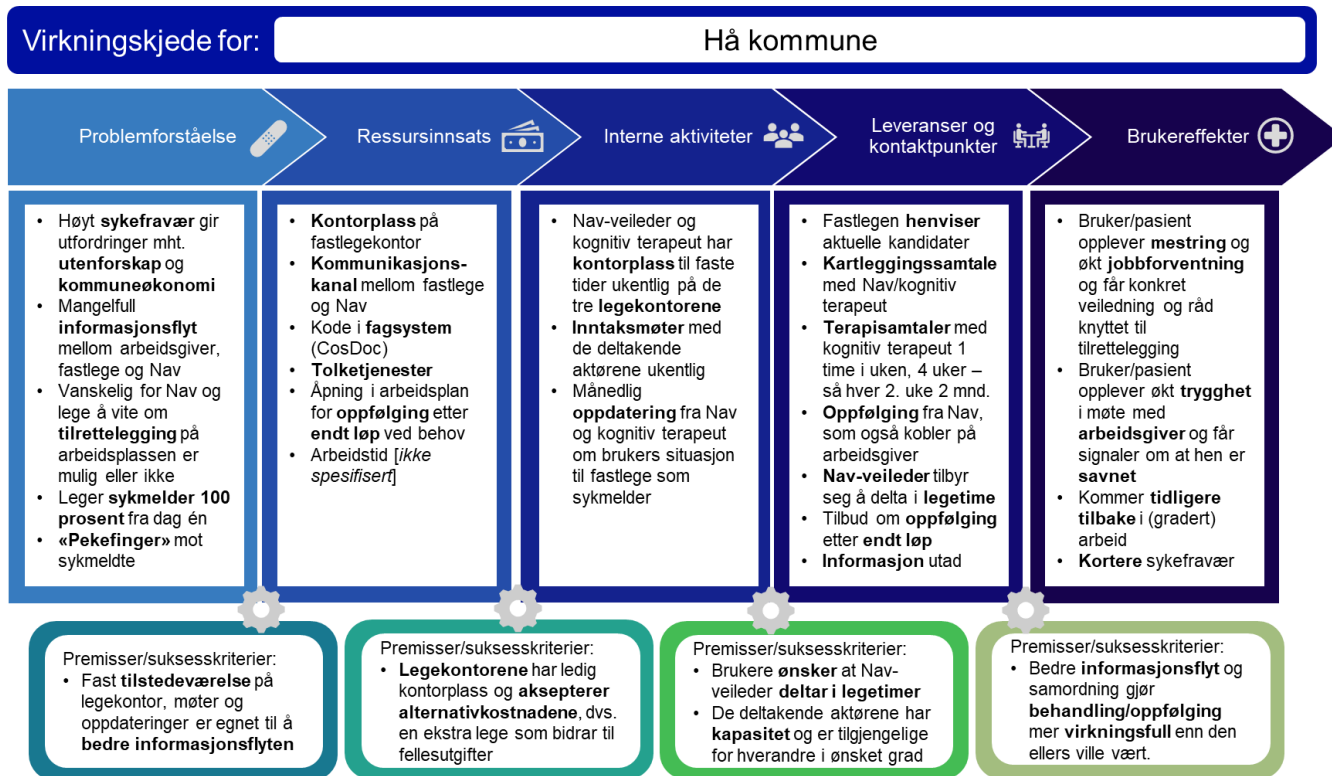 Virkningskjede for:
Hå kommune
Problemforståelse
Ressursinnsats
Interne aktiviteter
Leveranser og
kontaktpunkter
Brukereffekter
• Høyt sykefravær gir
utfordringer mht.
utenforskap og
kommuneøkonomi
• Mangelfull
informasjonsflyt
mellom arbeidsgiver,
fastlege og Nav
• Vanskelig for Nav og
lege å vite om
tilrettelegging på
arbeidsplassen er
mulig eller ikke
• Leger sykmelder 100
prosent fra dag én
• «Pekefinger» mot
sykmeldte
• Kontorplass på
fastlegekontor
• Kommunikasjons-
kanal mellom fastlege
og Nav
• Kode i fagsystem
(CosDoc)
• Tolketjenester
• Åpning i arbeidsplan
for oppfølging etter
endt løp ved behov
• Arbeidstid [ikke
spesifisert]
• Nav-veileder og
kognitiv terapeut har
kontorplass til faste
tider ukentlig på de
tre legekontorene
• Inntaksmøter med
de deltakende
aktørene ukentlig
• Månedlig
oppdatering fra Nav
og kognitiv terapeut
om brukers situasjon
til fastlege som
sykmelder
• Fastlegen henviser
aktuelle kandidater
• Kartleggingssamtale
med Nav/kognitiv
terapeut
• Terapisamtaler med
kognitiv terapeut 1
time i uken, 4 uker –
så hver 2. uke 2 mnd.
• Oppfølging fra Nav,
som også kobler på
arbeidsgiver
• Nav-veileder tilbyr
seg å delta i legetime
• Tilbud om oppfølging
etter endt løp
• Informasjon utad
• Bruker/pasient
opplever mestring og
økt jobbforventning
og får konkret
veiledning og råd
knyttet til
tilrettelegging
• Bruker/pasient
opplever økt trygghet
i møte med
arbeidsgiver og får
signaler om at hen er
savnet
• Kommer tidligere
tilbake i (gradert)
arbeid
• Kortere sykefravær
Premisser/suksesskriterier:
• Fast tilstedeværelse på
legekontor, møter og
oppdateringer er egnet til å
bedre informasjonsflyten
Premisser/suksesskriterier:
• Legekontorene har ledig
kontorplass og aksepterer
alternativkostnadene, dvs.
en ekstra lege som bidrar til
fellesutgifter
Premisser/suksesskriterier:
• Brukere ønsker at Nav-
veileder deltar i legetimer
• De deltakende aktørene har
kapasitet og er tilgjengelige
for hverandre i ønsket grad
Premisser/suksesskriterier:
• Bedre informasjonsflyt og
samordning gjør
behandling/oppfølging
mer virkningsfull enn den
ellers ville vært.